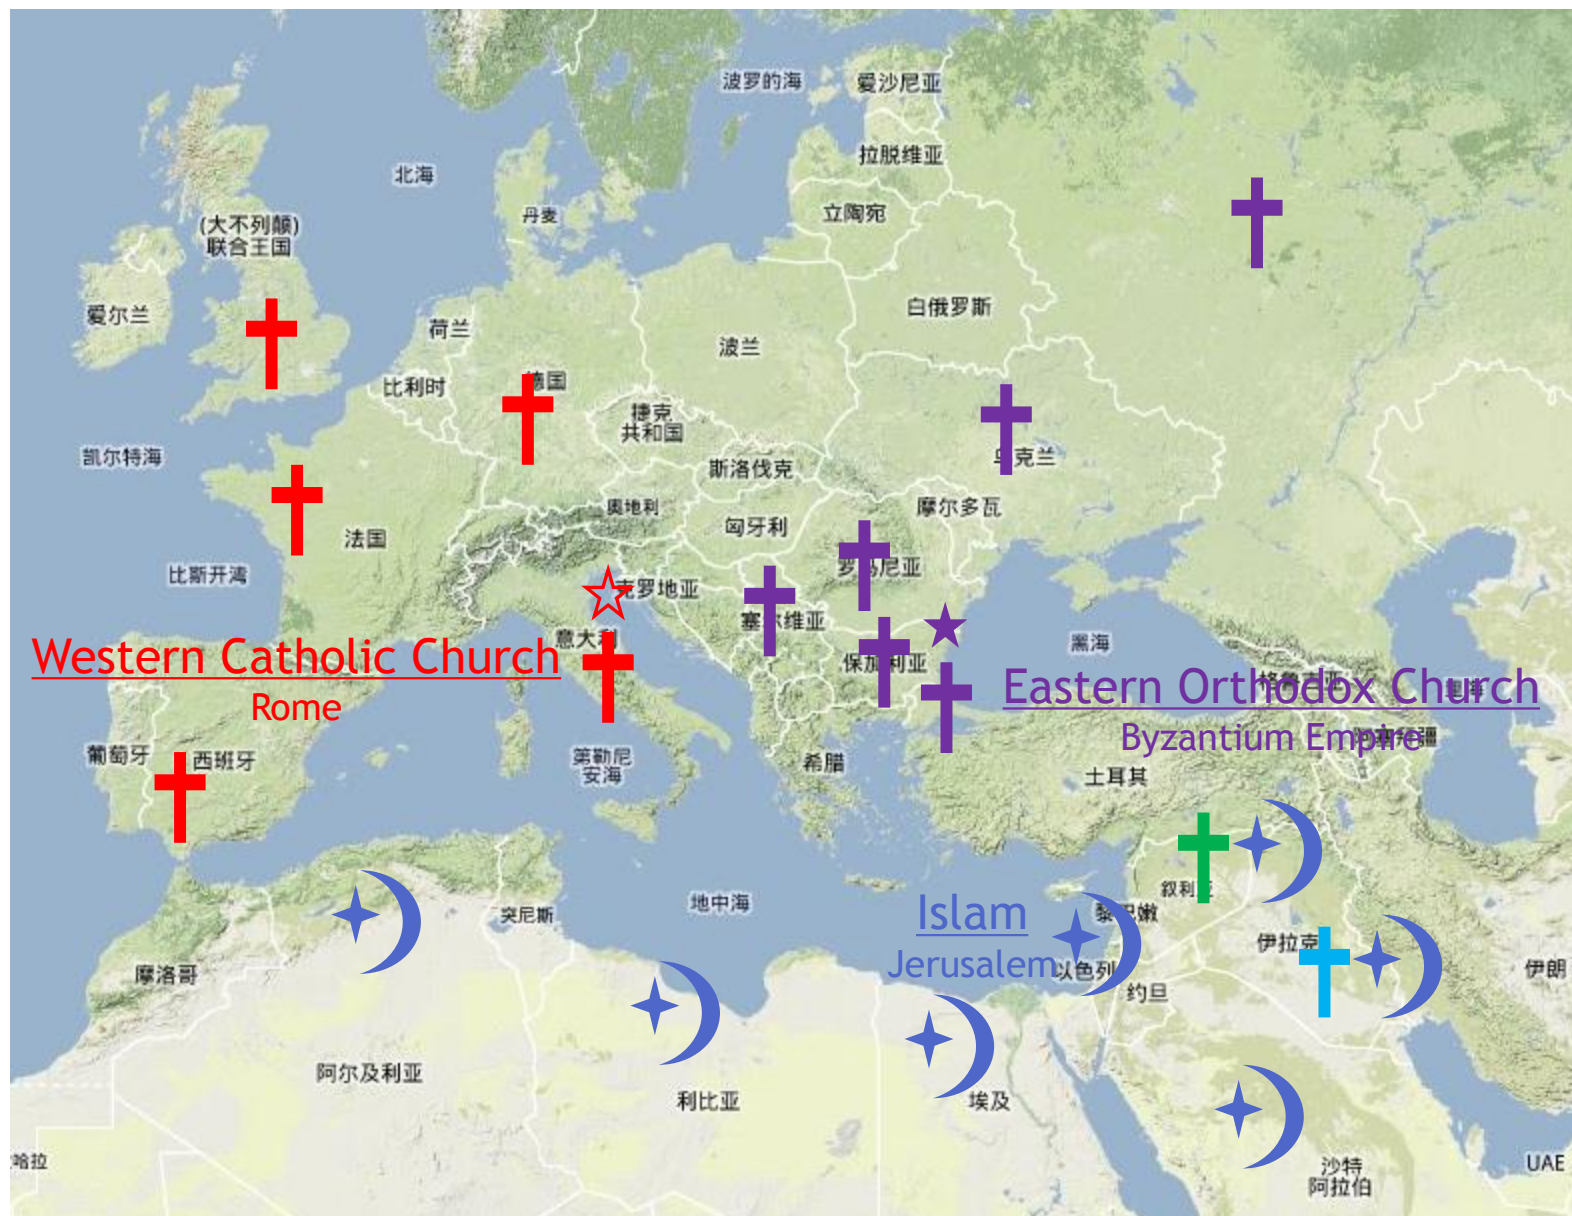 波罗的海
爱沙尼亚
拉脱维亚
北海
立陶宛
丹麦
(大不列颠)
联合王国
白俄罗斯
爱尔兰
荷兰
波兰
德国
比利时
捷克
共和国
凯尔特海
乌克兰
斯洛伐克
奥地利
摩尔多瓦
匈牙利
法国
比斯开湾
罗马尼亚
克罗地亚
塞尔维亚
意大利
黑海
Western Catholic Church
Rome
保加利亚
Eastern Orthodox Church
Byzantium Empire
葡萄牙
西班牙
第勒尼
安海
希腊
土耳其
叙利亚
地中海
突尼斯
Islam
Jerusalem
黎巴嫩
伊拉克
以色列
伊朗
约旦
摩洛哥
阿尔及利亚
利比亚
埃及
哈拉
沙特
阿拉伯
UAE